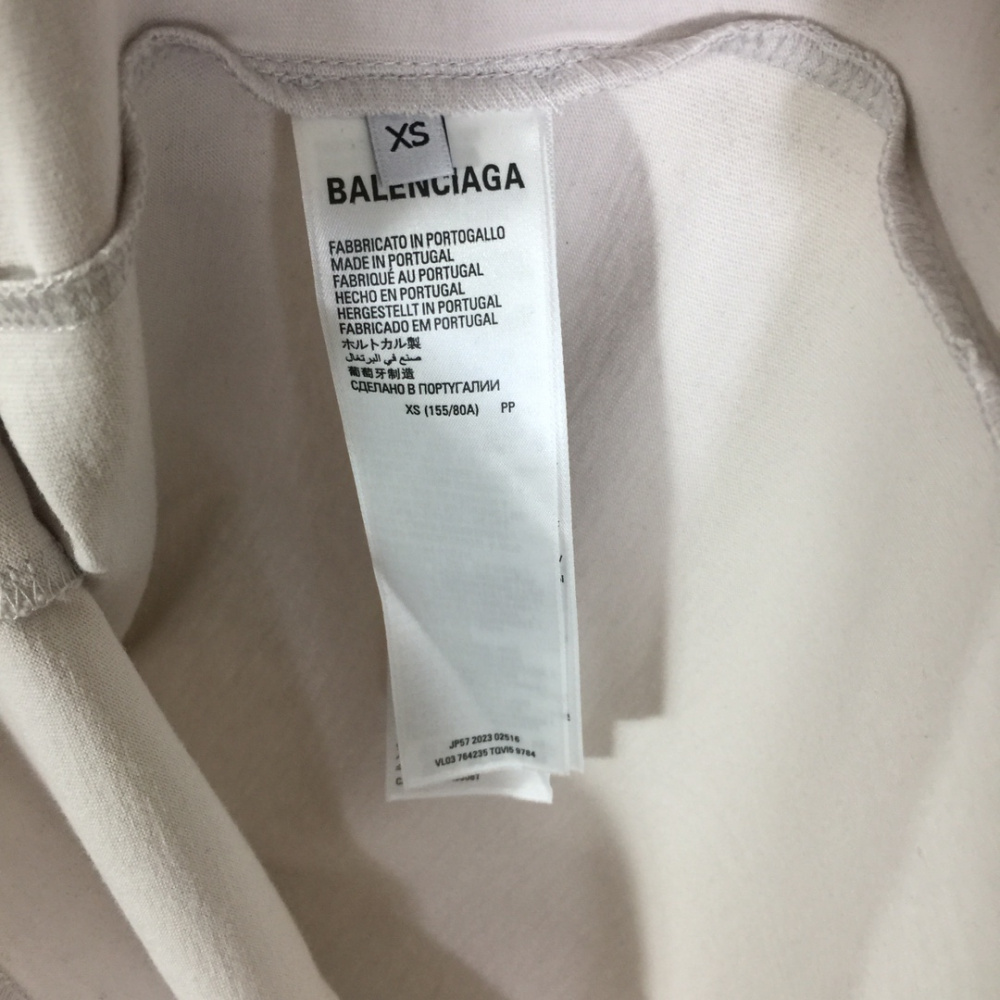 XS
BALENCIAGA
FABBRICATO IN PORTOGALLO
MADE IN PORTUGAL
FABRIQUÉ AU PORTUGAL
HECHO EN PORTUGAL
HERGESTELLT IN PORTUGAL
FABRICADO EM PORTUGAL
ホルトカル製
صنع في البرتغال
葡萄牙制造
СДЕЛАНО В ПОРТУГАЛИИ
XS (155/80A) PP
JP57 2023 02516
VL03 764235 TQVI5 9784